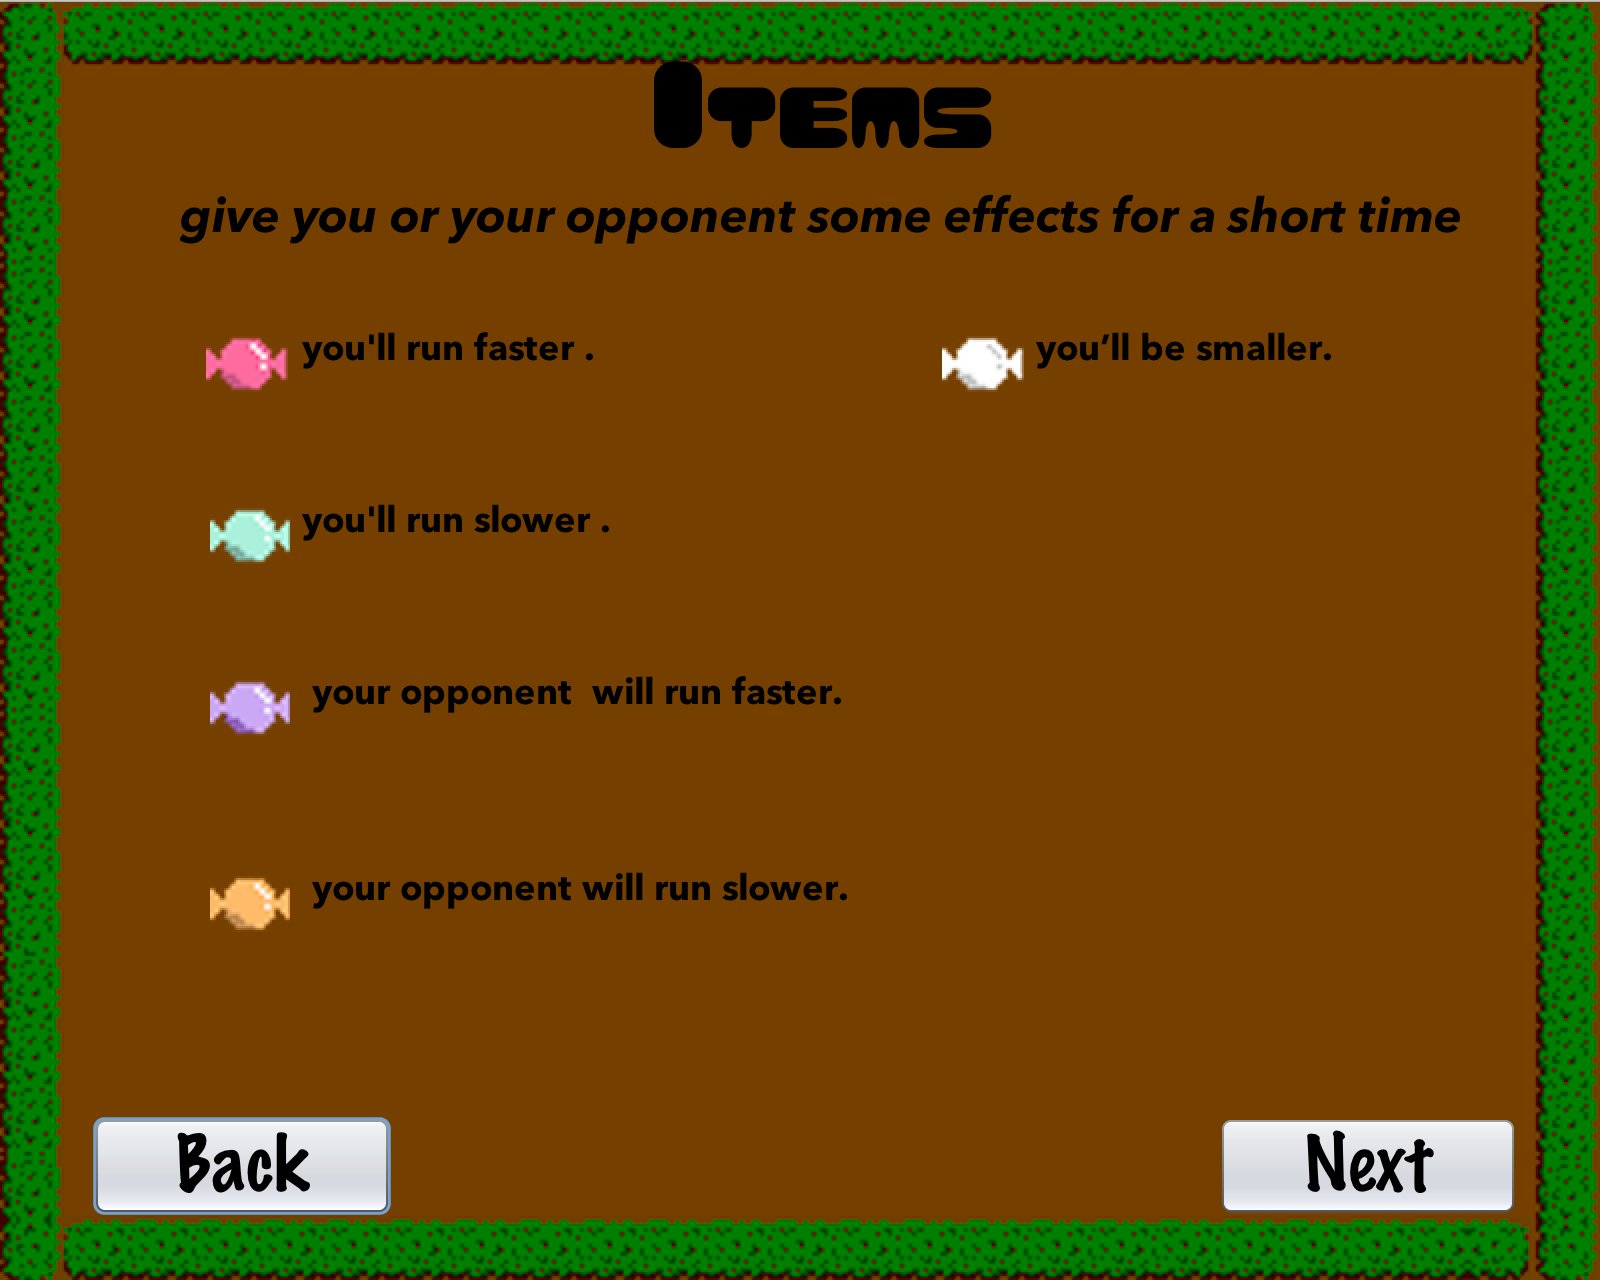 Items
give you or your opponent some effects for a short time
you'll run faster .
you’ll be smaller.
you'll run slower .
your opponent  will run faster.
your opponent will run slower.
Back
Next